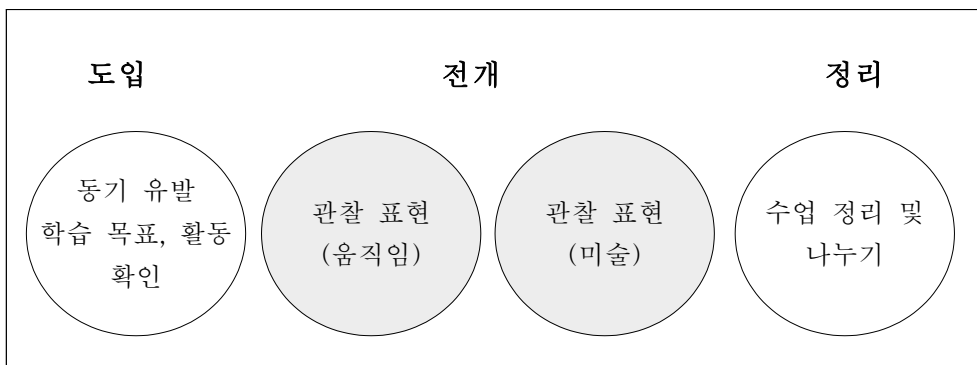 도입
전개
정리
동기 유발
학습 목표, 활동
확인
관찰 표현
(움직임)
관찰 표현
(미술)
수업 정리 및
나누기